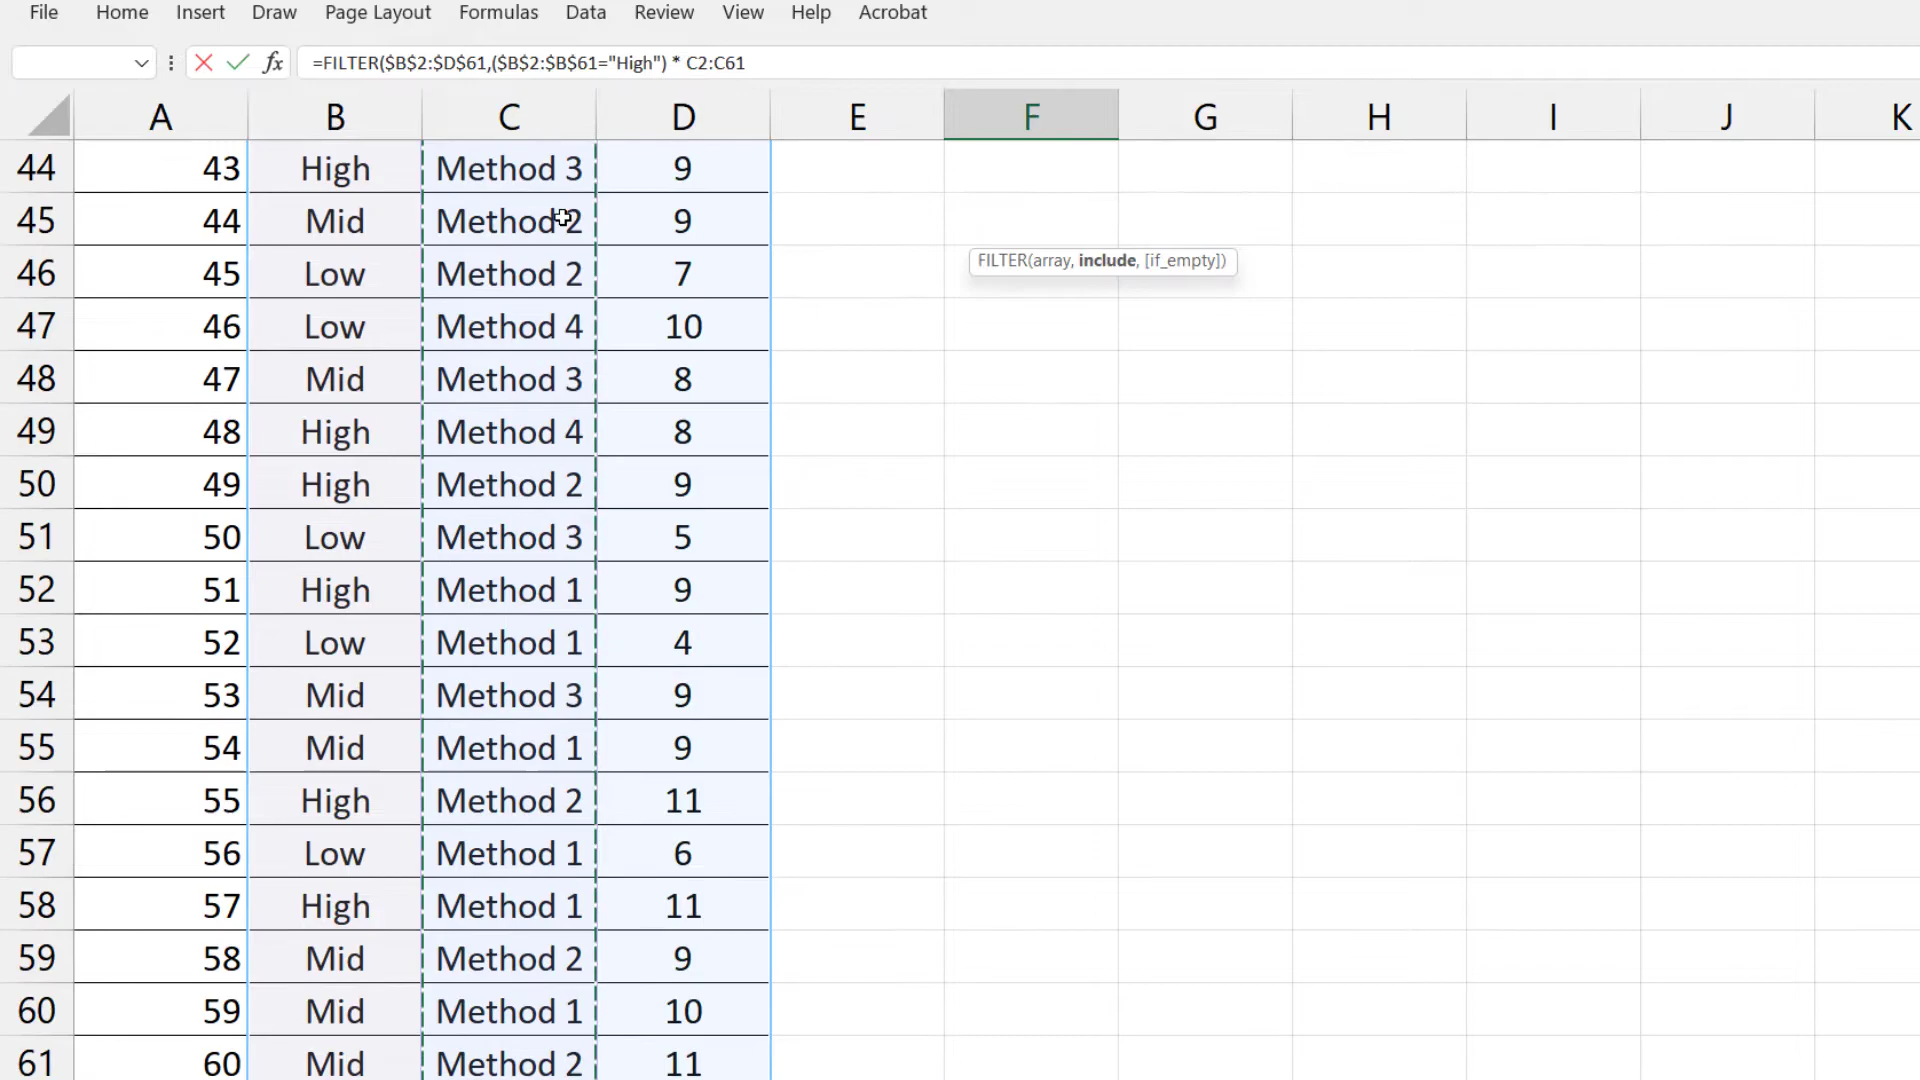 File Home Insert Draw Page Layout Formulas Data Review View Help Acrobat
fx =FILTER($B$2:$D$61,($B$2:$B$61="High") * C2:C61
A B C D E F G H I J K
44 43 High Method 3 9
45 44 Mid Method 2 9
FILTER(array, include, [if_empty])
46 45 Low Method 2 7
47 46 Low Method 4 10
48 47 Mid Method 3 8
49 48 High Method 4 8
50 49 High Method 2 9
51 50 Low Method 3 5
52 51 High Method 1 9
53 52 Low Method 1 4
54 53 Mid Method 3 9
55 54 Mid Method 1 9
56 55 High Method 2 11
57 56 Low Method 1 6
58 57 High Method 1 11
59 58 Mid Method 2 9
60 59 Mid Method 1 10
61 60 Mid Method 2 11